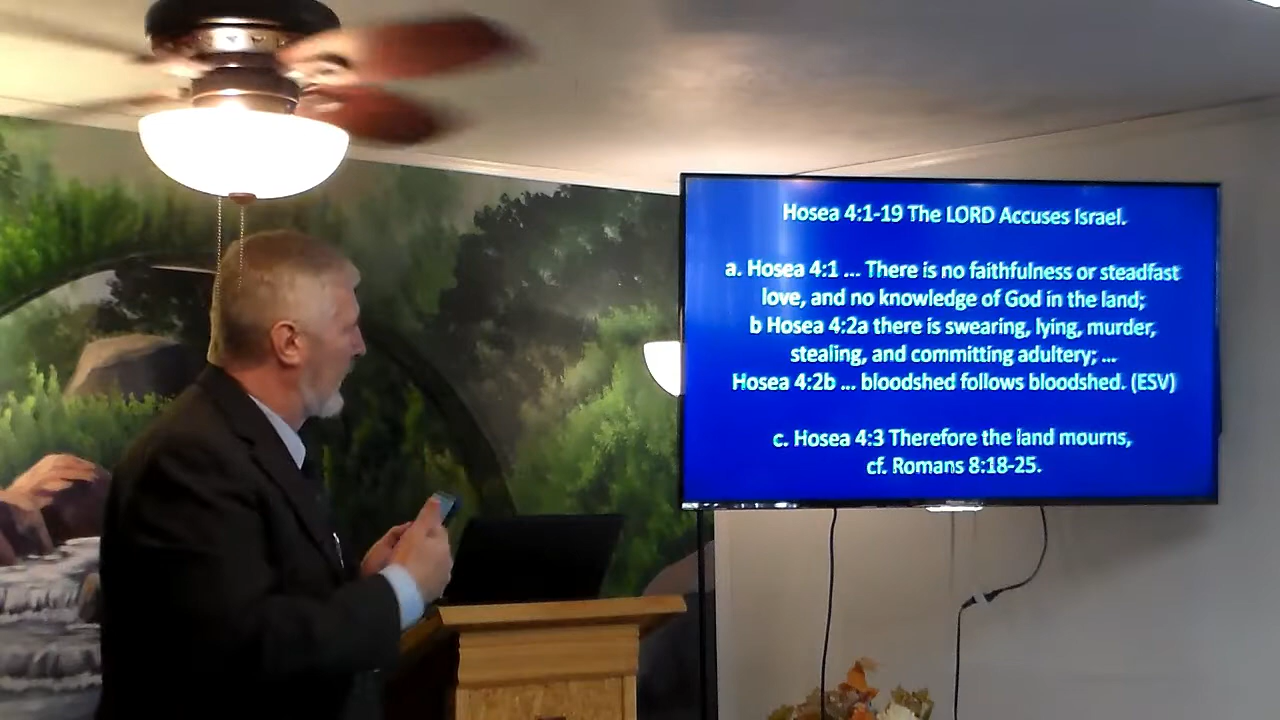 Hosea 4:1-19 The LORD Accuses Israel.
a. Hosea 4:1 ... There is no faithfulness or steadfast
love, and no knowledge of God in the land;
b Hosea 4:2a there is swearing, lying, murder,
stealing, and committing adultery; ...
Hosea 4:2b ... bloodshed follows bloodshed. (ESV)
c. Hosea 4:3 Therefore the land mourns,
cf. Romans 8:18-25.